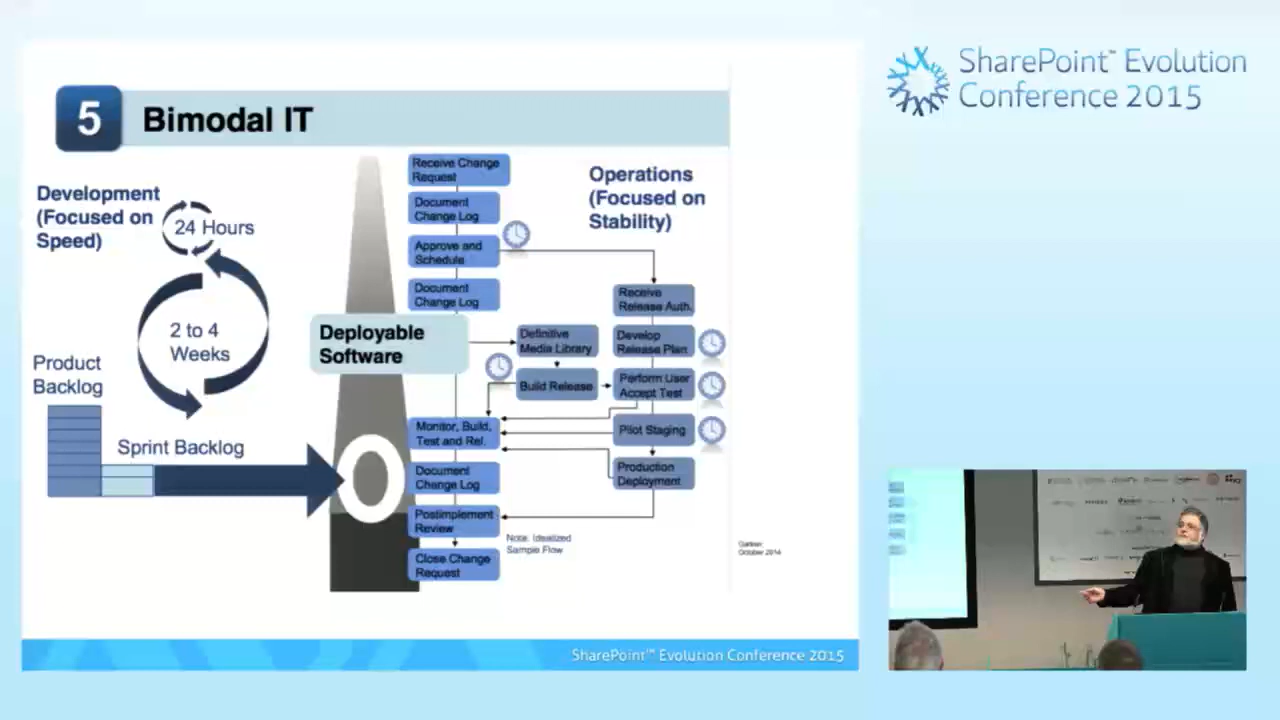 5
Bimodal IT
Development
(Focused on
Speed)
24 Hours
2 to 4
Weeks
Product
Backlog
Sprint Backlog
Deployable
Software
Receive Change
Request
Document
Change Log
Approve and
Schedule
Document
Change Log
Monitor, Build,
Test and Rel.
Document
Change Log
Postimplement
Review
Close Change
Request
Operations
(Focused on
Stability)
Definitive
Media Library
Build Release
Receive
Release Auth.
Develop
Release Plan
Perform User
Accept Test
Pilot Staging
Production
Deployment
Note: Idealized
Sample Flow
Gartner,
October 2014
SharePoint™ Evolution Conference 2015
SharePoint™ Evolution
Conference 2015